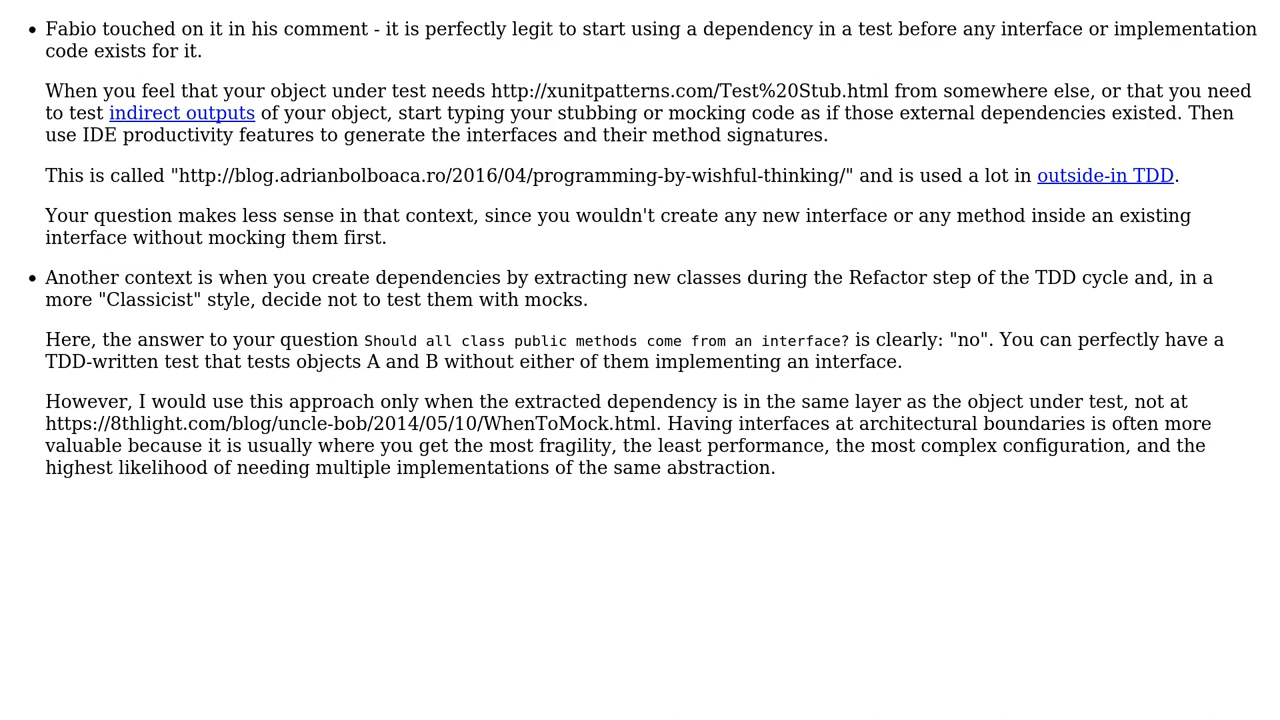 Fabio touched on it in his comment - it is perfectly legit to start using a dependency in a test before any interface or implementation
code exists for it.
When you feel that your object under test needs http://xunitpatterns.com/Test%20Stub.html from somewhere else, or that you need
to test indirect outputs of your object, start typing your stubbing or mocking code as if those external dependencies existed. Then
use IDE productivity features to generate the interfaces and their method signatures.
This is called "http://blog.adrianbolboaca.ro/2016/04/programming-by-wishful-thinking/" and is used a lot in outside-in TDD.
Your question makes less sense in that context, since you wouldn't create any new interface or any method inside an existing
interface without mocking them first.
Another context is when you create dependencies by extracting new classes during the Refactor step of the TDD cycle and, in a
more "Classicist" style, decide not to test them with mocks.
Here, the answer to your question Should all class public methods come from an interface? is clearly: "no". You can perfectly have a
TDD-written test that tests objects A and B without either of them implementing an interface.
However, I would use this approach only when the extracted dependency is in the same layer as the object under test, not at
https://8thlight.com/blog/uncle-bob/2014/05/10/WhenToMock.html. Having interfaces at architectural boundaries is often more
valuable because it is usually where you get the most fragility, the least performance, the most complex configuration, and the
highest likelihood of needing multiple implementations of the same abstraction.